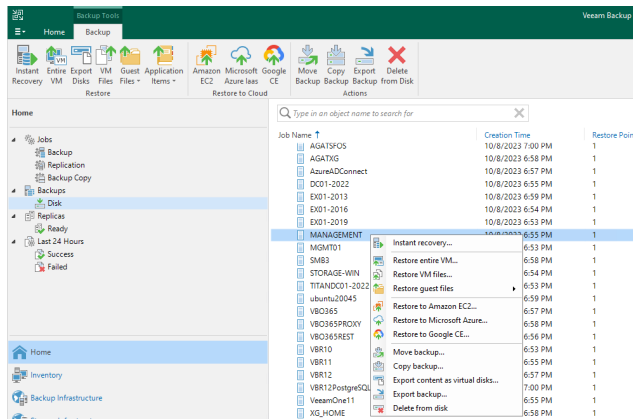 Backup Tools
Veeam Backup
Home Backup
Instant Recovery
Entire VM
Export Disks
VM Files
Guest Files
Application Items
Amazon EC2
Microsoft Azure Iaas
Google CE
Move Backup
Copy Backup
Export Backup
Delete from Disk
Restore
Restore to Cloud
Actions
Home
Jobs
Backup
Replication
Backup Copy
Backups
Disk
Replicas
Ready
Last 24 Hours
Success
Failed
Home
Inventory
Backup Infrastructure
Type in an object name to search for
Job Name Creation Time Restore Poin
AGATSFOS 10/8/2023 7:00 PM 1
AGATXG 10/8/2023 6:58 PM 1
AzureADConnect 10/8/2023 6:57 PM 1
DC01-2022 10/8/2023 6:55 PM 1
EX01-2013 10/8/2023 6:59 PM 1
EX01-2016 10/8/2023 6:54 PM 1
EX01-2019 10/8/2023 6:53 PM 1
MANAGEMENT 10/8/2023 6:55 PM 1
MGMT01 6:53 PM 1
SMB3 6:58 PM 1
STORAGE-WIN 6:54 PM 1
TITANDC01-2022 6:53 PM 1
ubuntu20045 6:59 PM 1
VBO365 6:57 PM 1
VBO365PROXY 6:58 PM 1
VBO365REST 6:56 PM 1
VBR10 6:53 PM 1
VBR11 6:55 PM 1
VBR12 6:57 PM 1
VBR12PostgreSQL 7:00 PM 1
VeeamOne11 6:55 PM 1
XG_HOME 6:58 PM 1
Instant recovery...
Restore entire VM...
Restore VM files...
Restore guest files
Restore to Amazon EC2...
Restore to Microsoft Azure...
Restore to Google CE...
Move backup...
Copy backup...
Export content as virtual disks...
Export backup...
Delete from disk